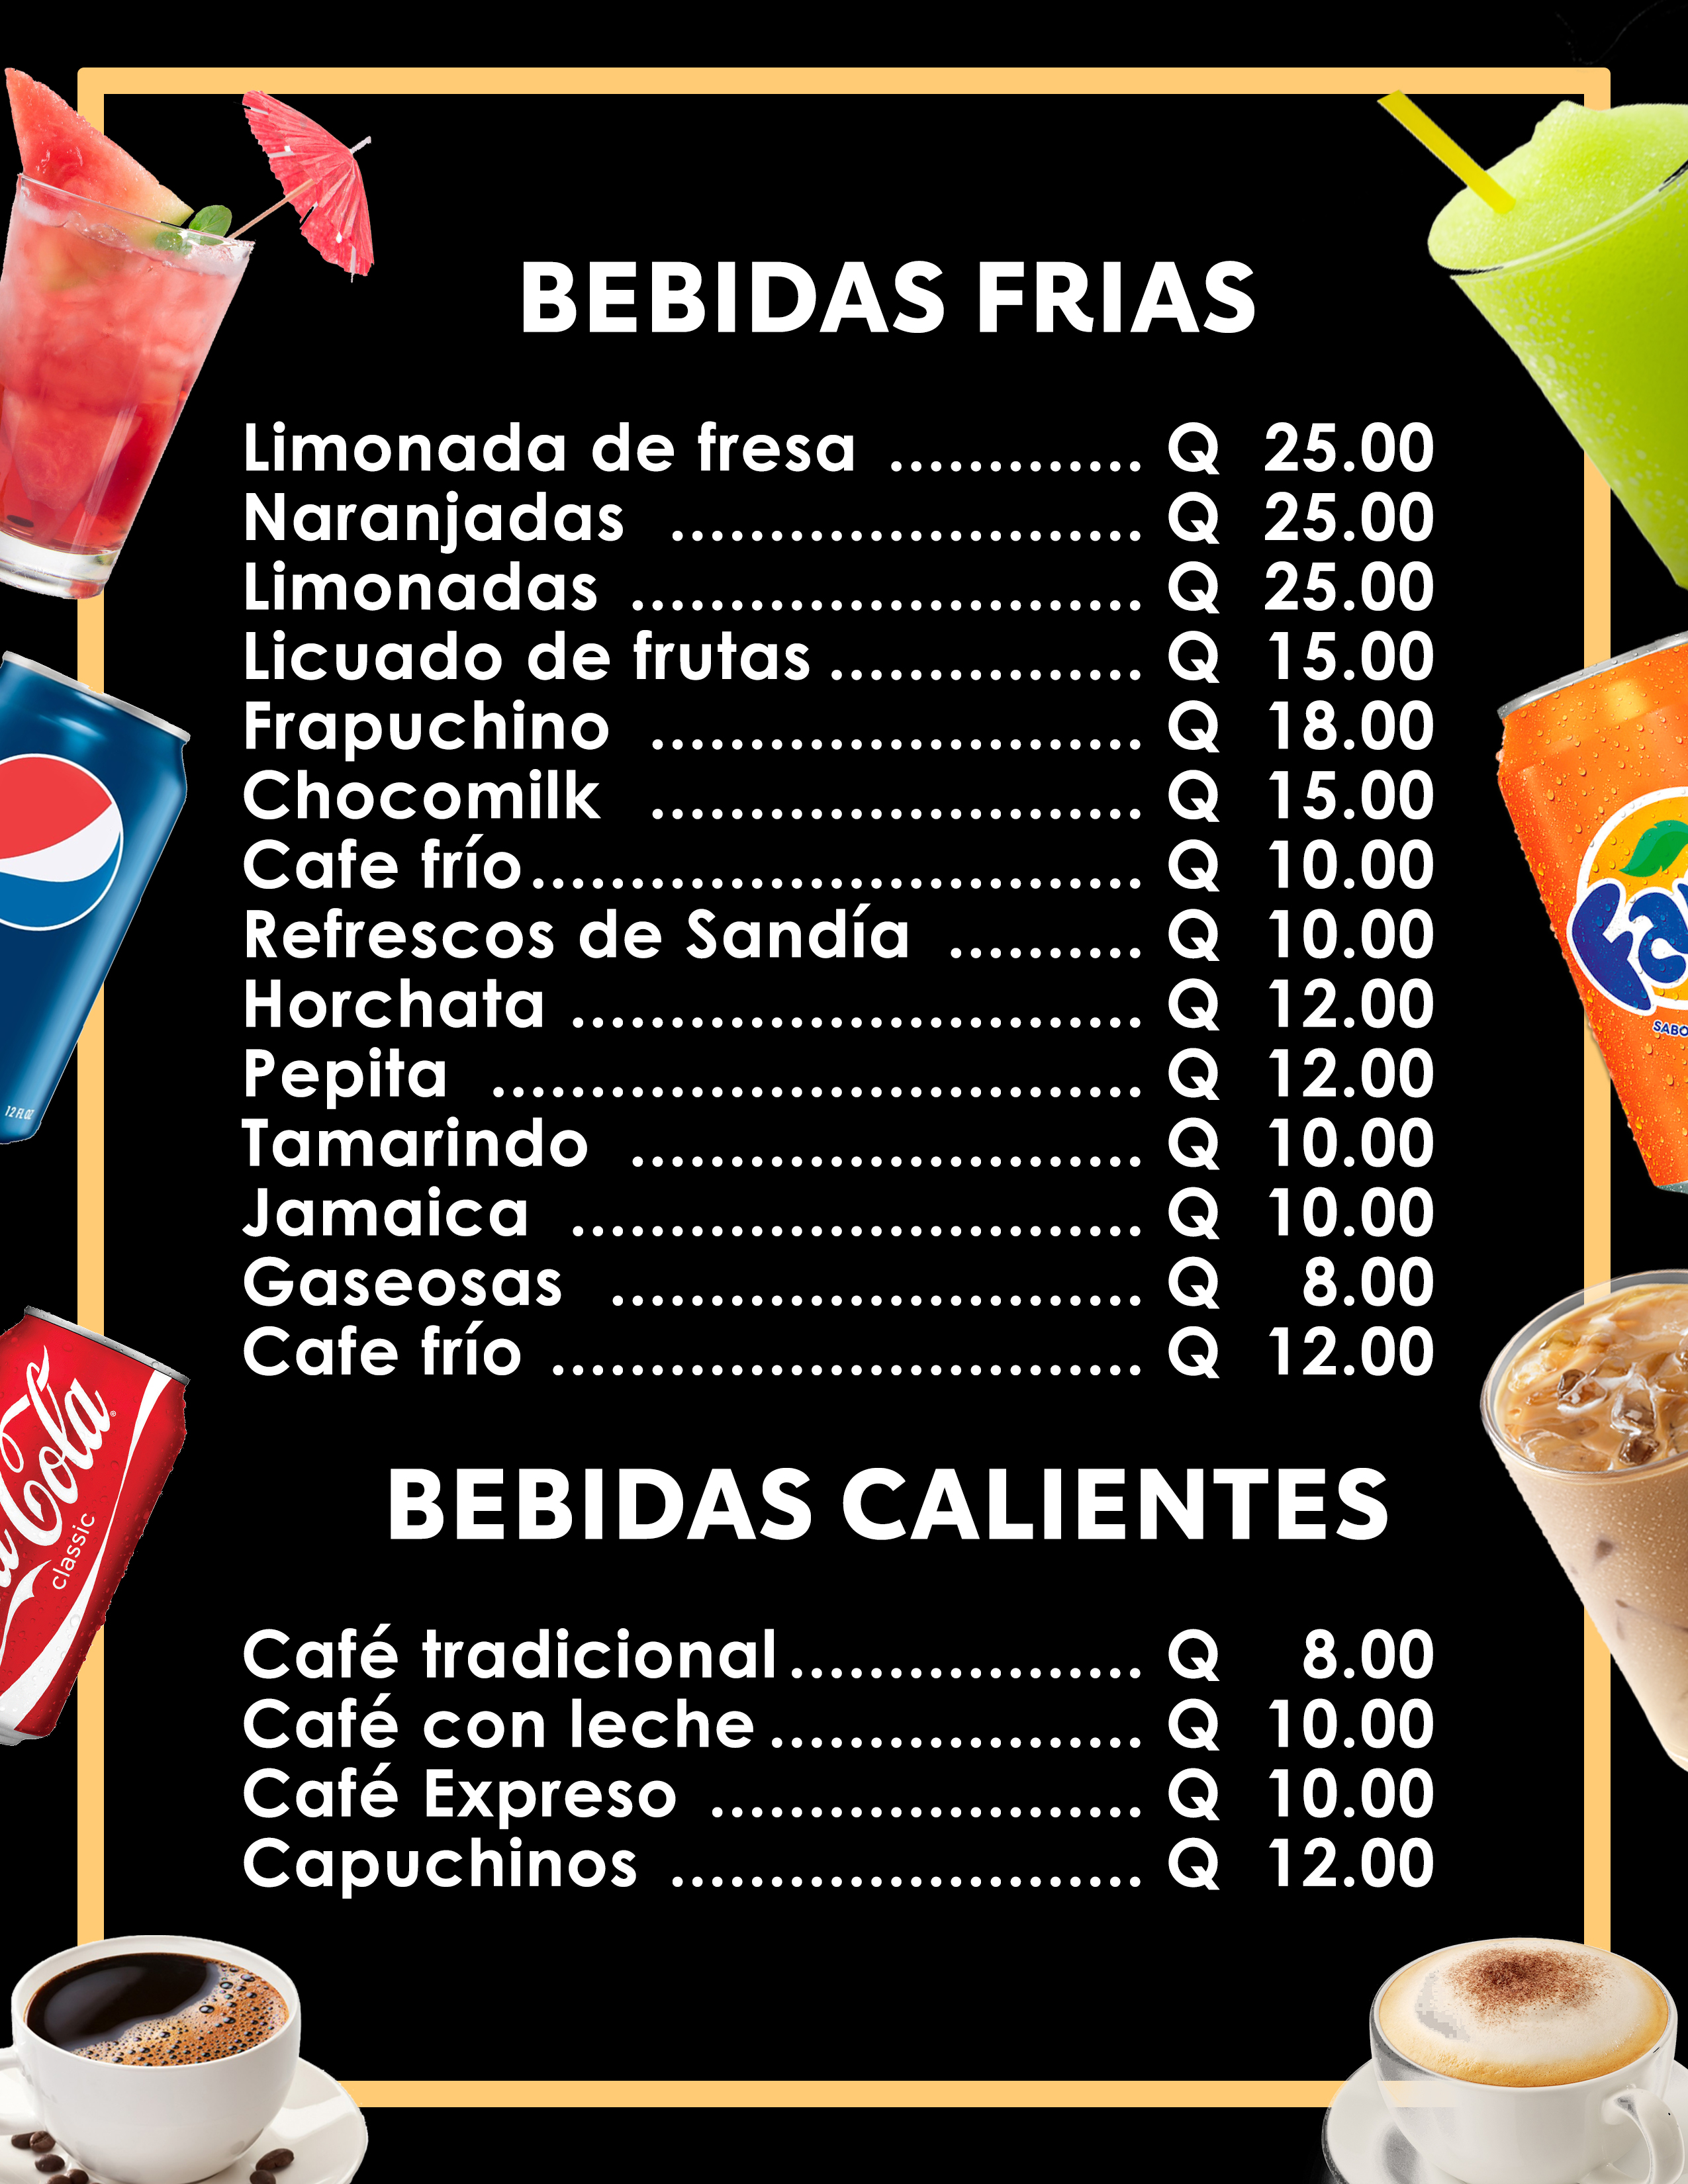 BEBIDAS FRIAS
Limonada de fresa ............. Q 25.00
Naranjadas ........................ Q 25.00
Limonadas .......................... Q 25.00
Licuado de frutas ................ Q 15.00
Frapuchino ......................... Q 18.00
Chocomilk ......................... Q 15.00
Cafe frío............................... Q 10.00
Refrescos de Sandía .......... Q 10.00
Horchata ............................. Q 12.00
Pepita ................................. Q 12.00
Tamarindo .......................... Q 10.00
Jamaica ............................. Q 10.00
Gaseosas ........................... Q 8.00
Cafe frío .............................. Q 12.00
BEBIDAS CALIENTES
Café tradicional.................. Q 8.00
Café con leche................... Q 10.00
Café Expreso ...................... Q 10.00
Capuchinos ........................ Q 12.00
12 FL OZ
Cola
classic